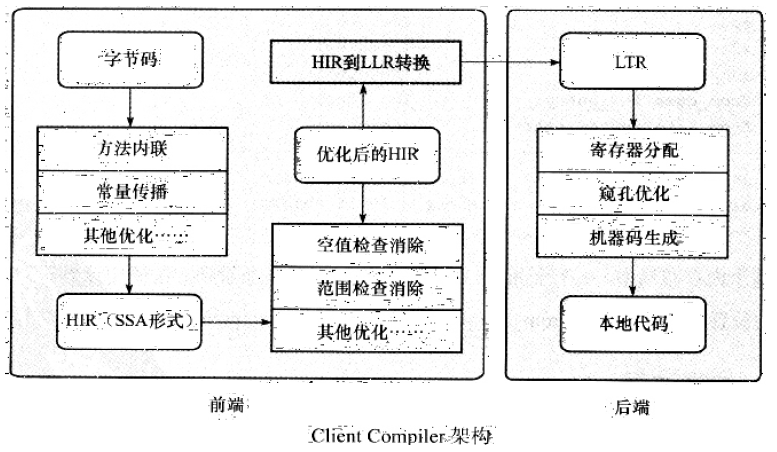 字节码
方法内联
常量传播
其他优化……
HIR（SSA形式）
HIR到LLR转换
优化后的HIR
空值检查消除
范围检查消除
其他优化……
前端
LTR
寄存器分配
窥孔优化
机器码生成
本地代码
后端
Client Compiler 架构